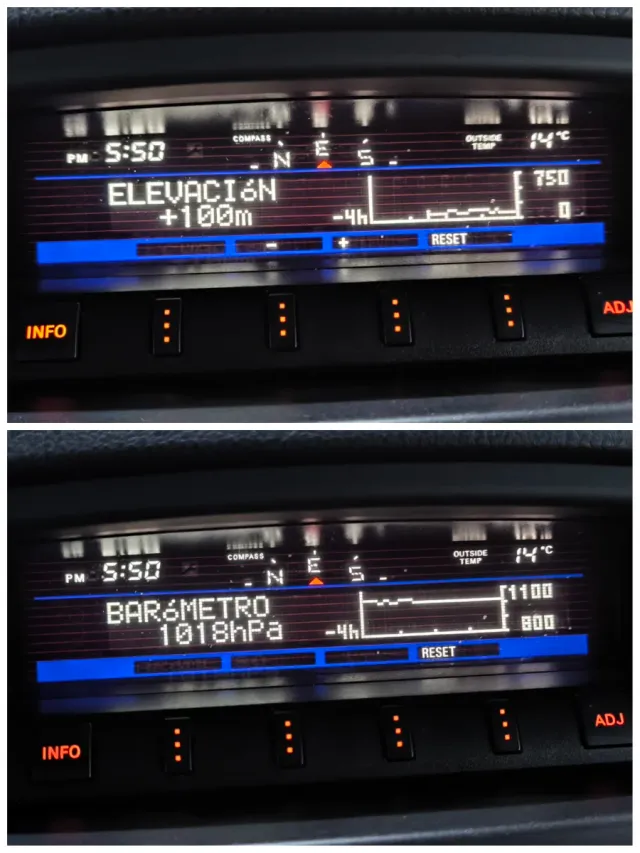 PM 5:50 COMPASS N E S OUTSIDE TEMP 14°C
ELEVACIóN
+100m
-4h 750
0
- + RESET
INFO ADJ
PM 5:50 COMPASS N E S OUTSIDE TEMP 14°C
BARóMETRO
1018hPa
-4h 1100
800
RESET
INFO ADJ